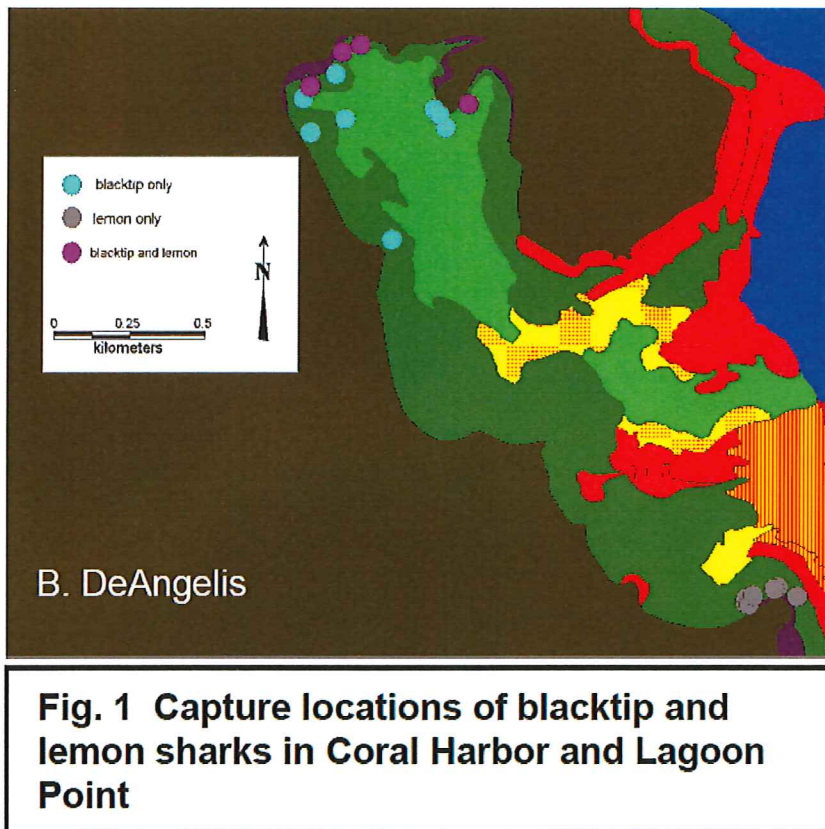 blacktip only
lemon only
blacktip and lemon
N
0 0.25 0.5
kilometers
B. DeAngelis
Fig. 1 Capture locations of blacktip and
lemon sharks in Coral Harbor and Lagoon
Point